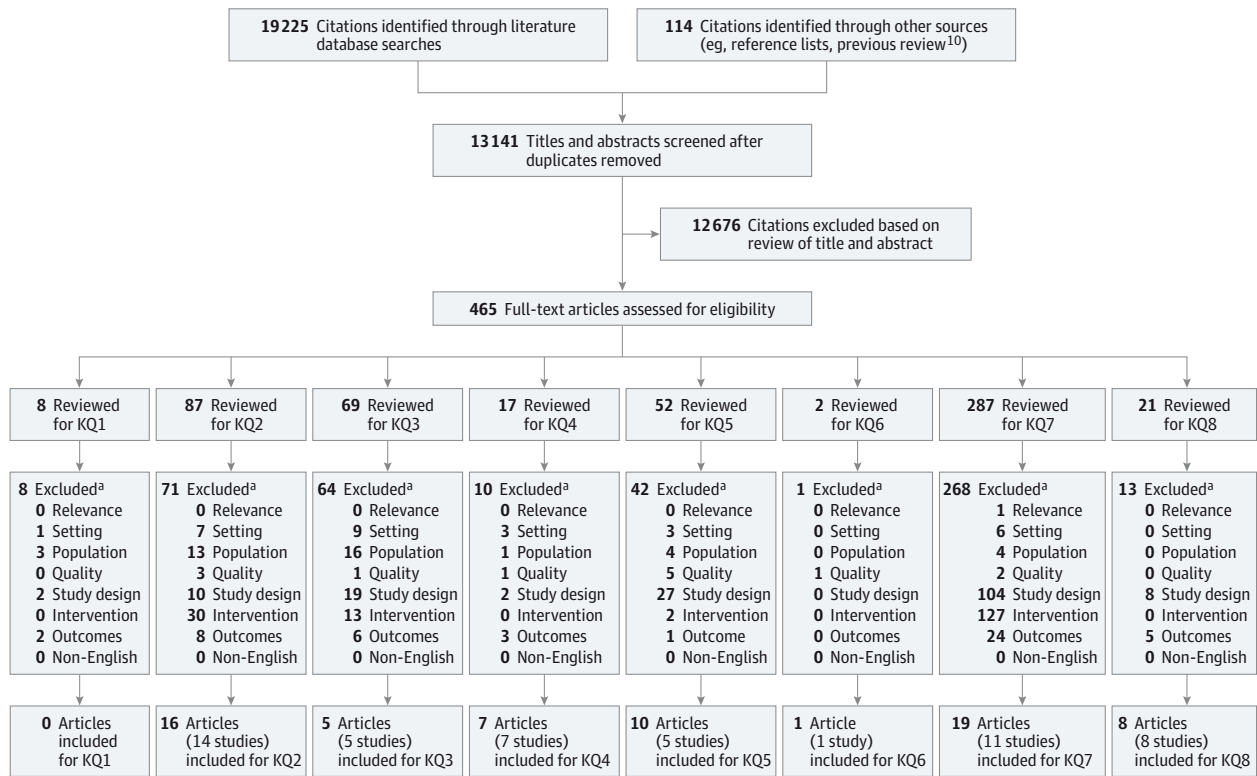 19225 Citations identified through literature
database searches
114 Citations identified through other sources
(eg, reference lists, previous review10)
13141 Titles and abstracts screened after
duplicates removed
12676 Citations excluded based on
review of title and abstract
465 Full-text articles assessed for eligibility
8 Reviewed
for KQ1
87 Reviewed
for KQ2
69 Reviewed
for KQ3
17 Reviewed
for KQ4
52 Reviewed
for KQ5
2 Reviewed
for KQ6
287 Reviewed
for KQ7
21 Reviewed
for KQ8
8 Excludeda
0 Relevance
1 Setting
3 Population
0 Quality
2 Study design
0 Intervention
2 Outcomes
0 Non-English
71 Excludeda
0 Relevance
7 Setting
13 Population
3 Quality
10 Study design
30 Intervention
8 Outcomes
0 Non-English
64 Excludeda
0 Relevance
9 Setting
16 Population
1 Quality
19 Study design
13 Intervention
6 Outcomes
0 Non-English
10 Excludeda
0 Relevance
3 Setting
1 Population
1 Quality
2 Study design
0 Intervention
3 Outcomes
0 Non-English
42 Excludeda
0 Relevance
3 Setting
4 Population
5 Quality
27 Study design
2 Intervention
1 Outcome
0 Non-English
1 Excludeda
0 Relevance
0 Setting
0 Population
1 Quality
0 Study design
0 Intervention
0 Outcomes
0 Non-English
268 Excludeda
1 Relevance
6 Setting
4 Population
2 Quality
104 Study design
127 Intervention
24 Outcomes
0 Non-English
13 Excludeda
0 Relevance
0 Setting
0 Population
0 Quality
8 Study design
0 Intervention
5 Outcomes
0 Non-English
0 Articles
included
for KQ1
16 Articles
(14 studies)
included for KQ2
5 Articles
(5 studies)
included for KQ3
7 Articles
(7 studies)
included for KQ4
10 Articles
(5 studies)
included for KQ5
1 Article
(1 study)
included for KQ6
19 Articles
(11 studies)
included for KQ7
8 Articles
(8 studies)
included for KQ8